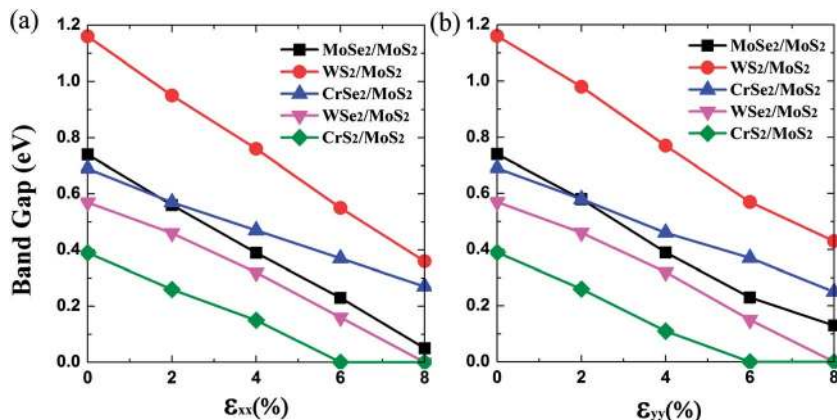 (a)
Band Gap (eV)
1.2
1.0
0.8
0.6
0.4
0.2
0.0
0
2
4
6
8
εxx(%)
MoSe2/MoS2
WS2/MoS2
CrSe2/MoS2
WSe2/MoS2
CrS2/MoS2
(b)
1.2
1.0
0.8
0.6
0.4
0.2
0.0
0
2
4
6
8
εyy(%)
MoSe2/MoS2
WS2/MoS2
CrSe2/MoS2
WSe2/MoS2
CrS2/MoS2